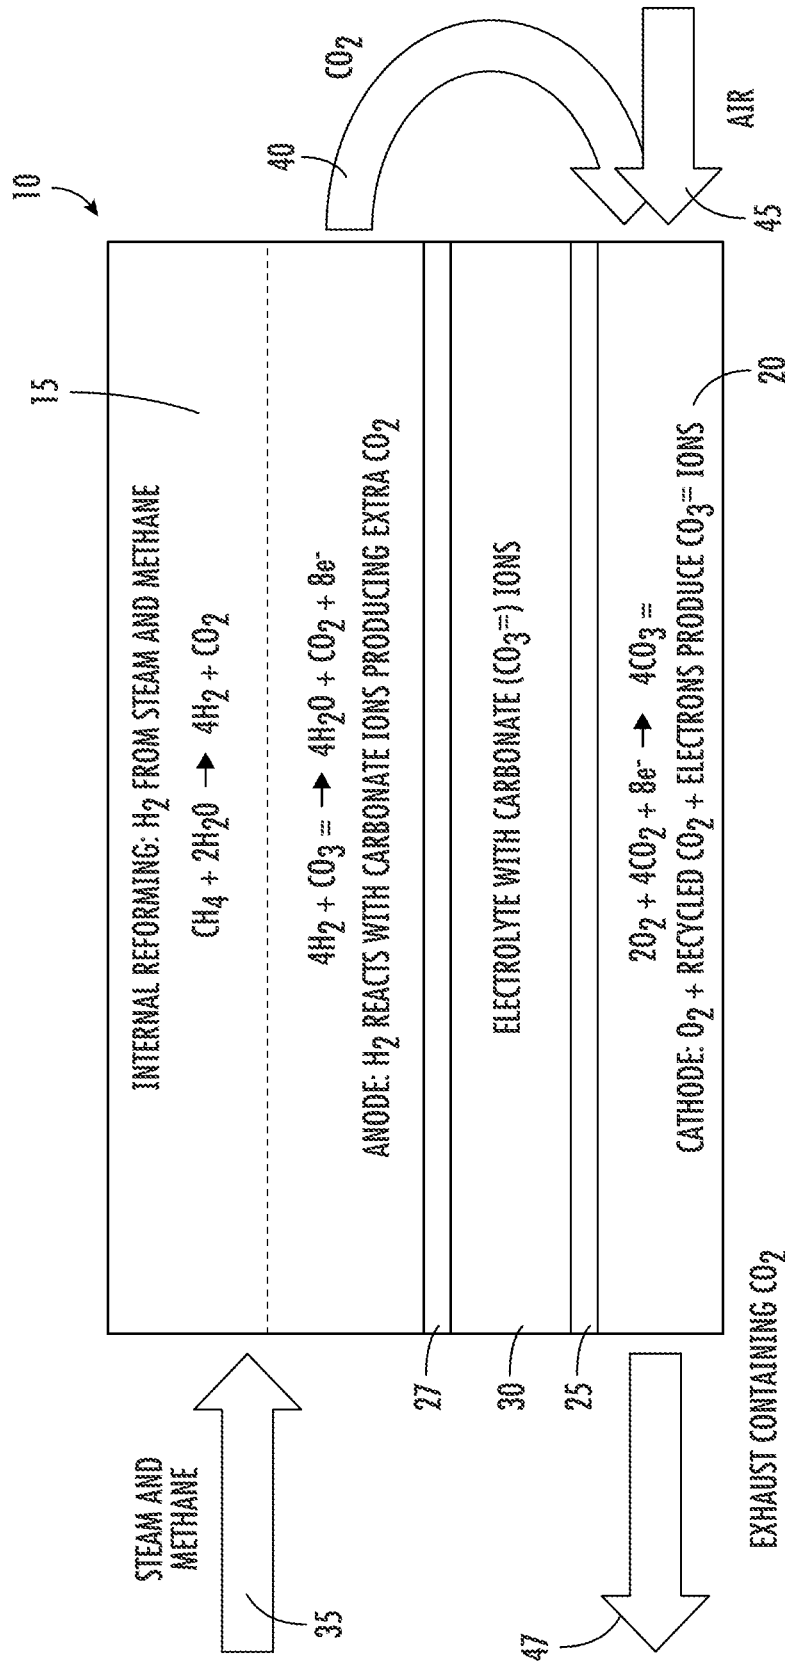 10
15
INTERNAL REFORMING: H₂ FROM STEAM AND METHANE
CH₄ + 2H₂O → 4H₂ + CO₂
4H₂ + CO₃= → 4H₂O + CO₂ + 8e⁻
ANODE: H₂ REACTS WITH CARBONATE IONS PRODUCING EXTRA CO₂
ELECTROLYTE WITH CARBONATE (CO₃=) IONS
2O₂ + 4CO₂ + 8e⁻ → 4CO₃=
CATHODE: O₂ + RECYCLED CO₂ + ELECTRONS PRODUCE CO₃= IONS
STEAM AND
METHANE
35
40
CO₂
27
30
25
20
45
AIR
47
EXHAUST CONTAINING CO₂